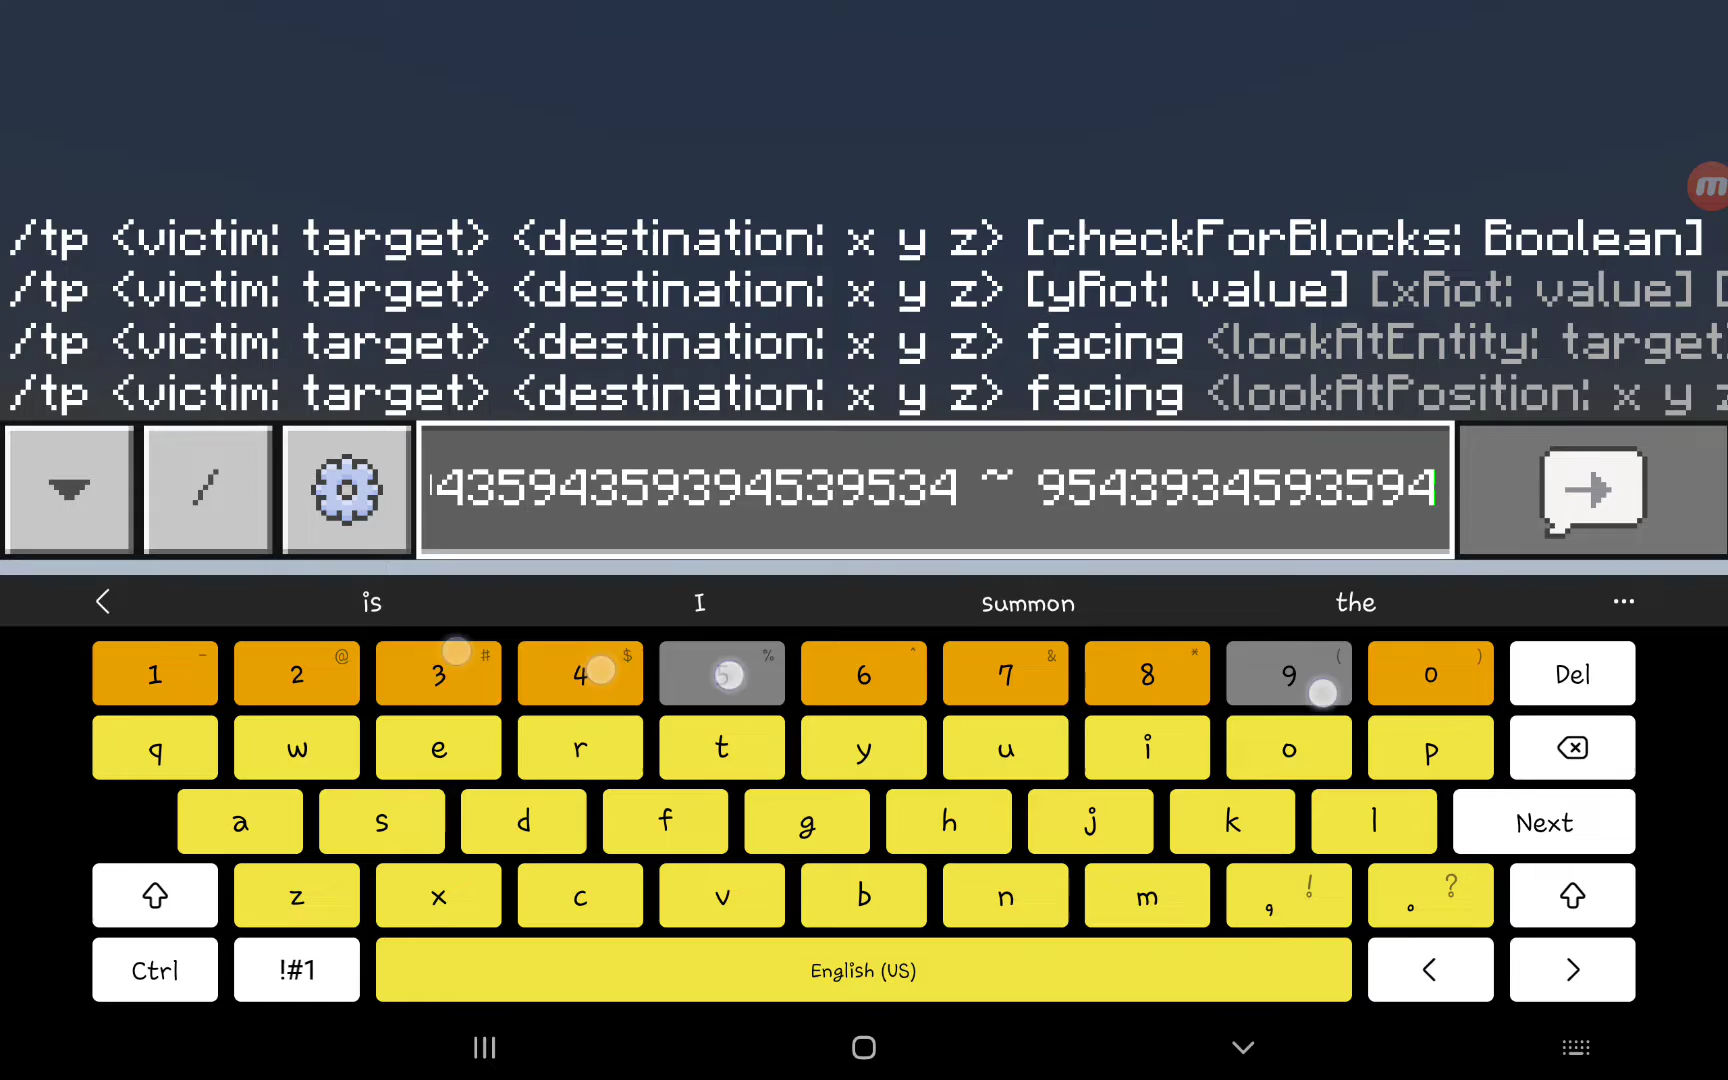 /tp <victim: target> <destination: x y z> [checkForBlocks: Boolean]
/tp <victim: target> <destination: x y z> [yRot: value] [xRot: value] [
/tp <victim: target> <destination: x y z> facing <lookAtEntity: target
/tp <victim: target> <destination: x y z> facing <lookAtPosition: x y z
/
43594359394539534 ~ 9543934593594
is I summon the ...
1 - 2 @ 3 # 4 $ 5 % 6 ^ 7 & 8 * 9 ( 0 ) Del
q w e r t y u i o p
a s d f g h j k l Next
z x c v b n m , ! . ?
Ctrl !#1 English (US) < >